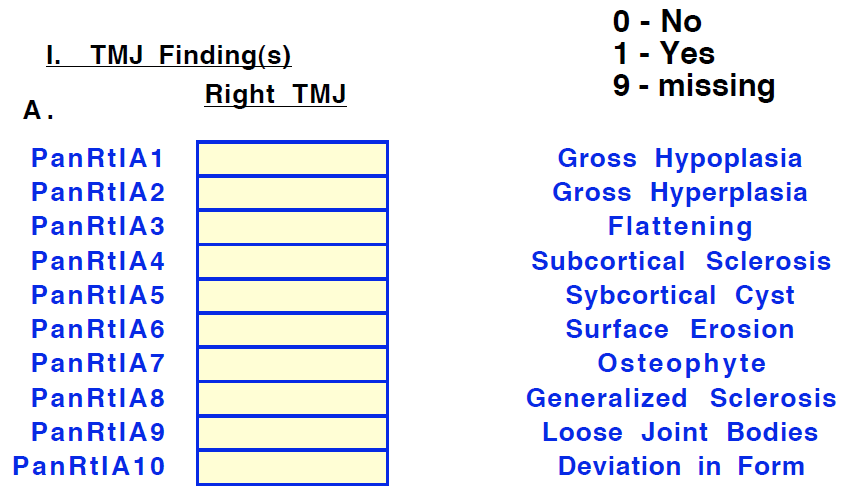 0 - No
I. TMJ Finding(s)
1 - Yes
Right TMJ
9 - missing
A.
PanRtIA1 Gross Hypoplasia
PanRtIA2 Gross Hyperplasia
PanRtIA3 Flattening
PanRtIA4 Subcortical Sclerosis
PanRtIA5 Sybcortical Cyst
PanRtIA6 Surface Erosion
PanRtIA7 Osteophyte
PanRtIA8 Generalized Sclerosis
PanRtIA9 Loose Joint Bodies
PanRtIA10 Deviation in Form